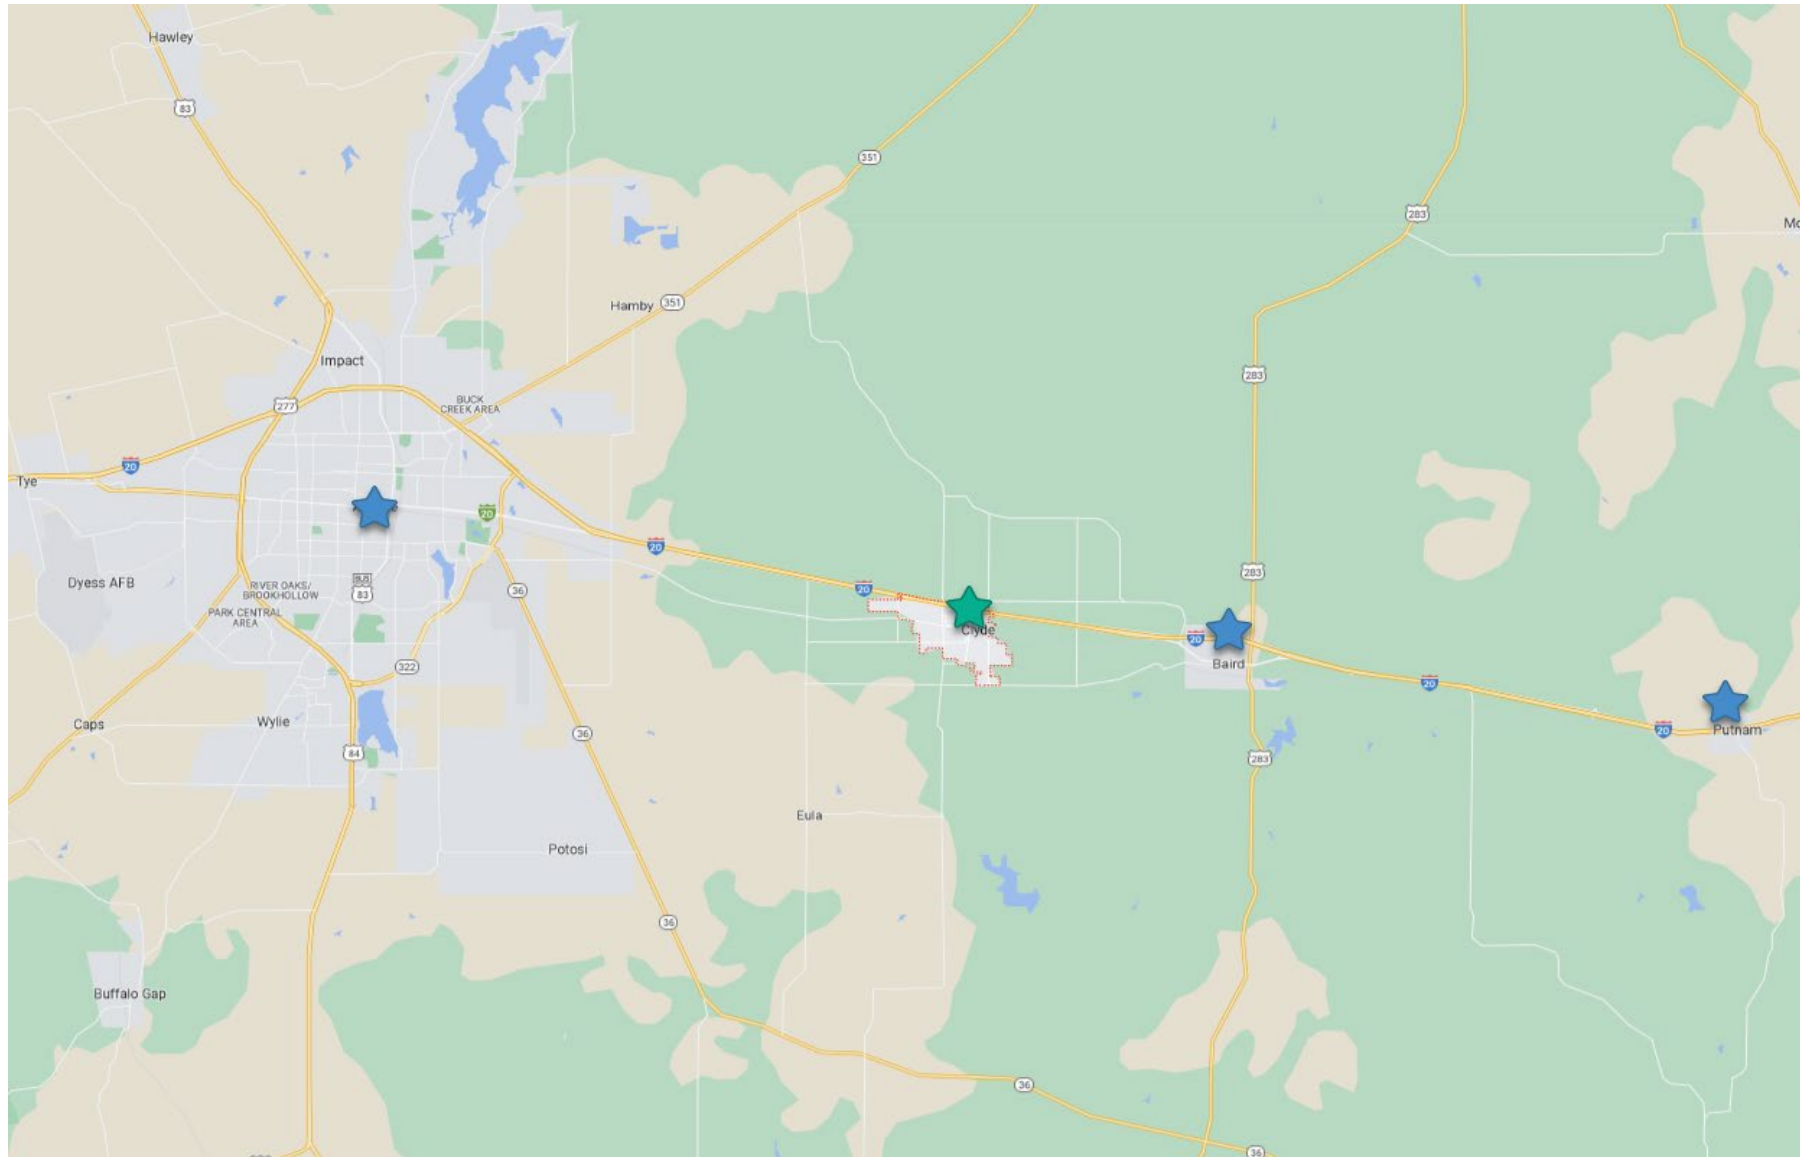 Hawley
83
351
283
Mo
Hamby
351
Impact
283
277
BUCK
CREEK AREA
20
Tye
20
20
Dyess AFB
RIVER OAKS/
BROOKHOLLOW
BUS
83
36
283
20
PARK CENTRAL
AREA
Clyde
20
Baird
322
20
Caps
Wylie
84
36
20
Putnam
283
Eula
Potosi
36
Buffalo Gap
36
36